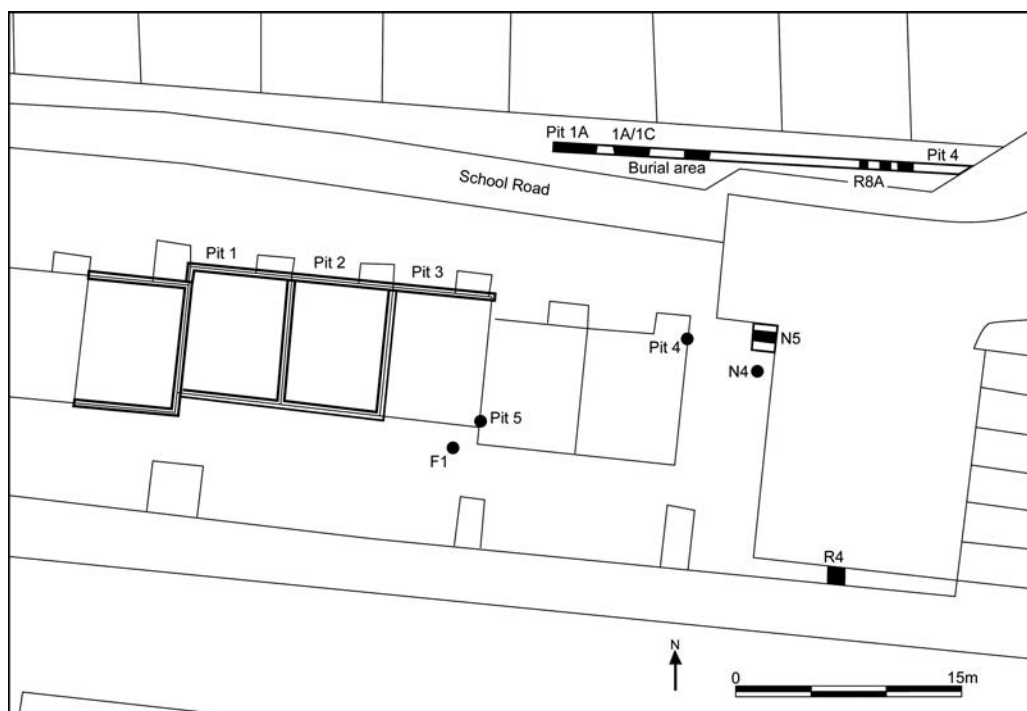 Pit 1A 1A/1C Pit 4
Burial area
R8A
School Road
Pit 1 Pit 2 Pit 3
Pit 4
N5
N4
Pit 5
F1
R4
N
0 15m